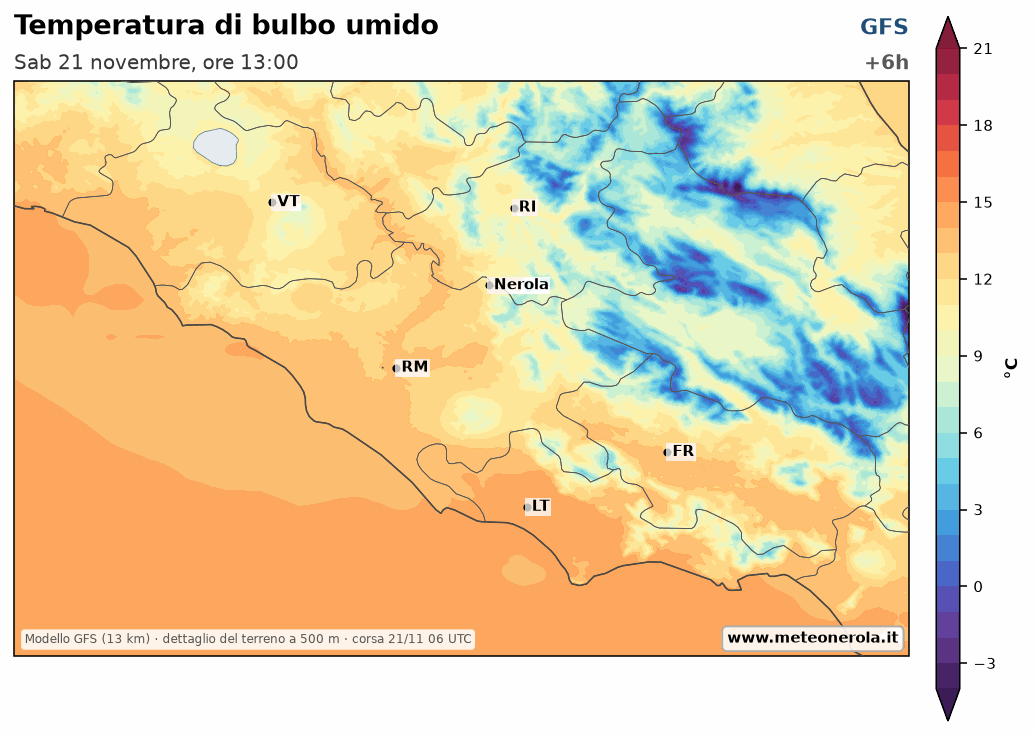 Temperatura di bulbo umido
GFS
Sab 21 novembre, ore 13:00
+6h
VT
RI
Nerola
RM
FR
LT
Modello GFS (13 km) · dettaglio del terreno a 500 m · corsa 21/11 06 UTC
www.meteonerola.it
21
18
15
12
9
6
3
0
−3
°C